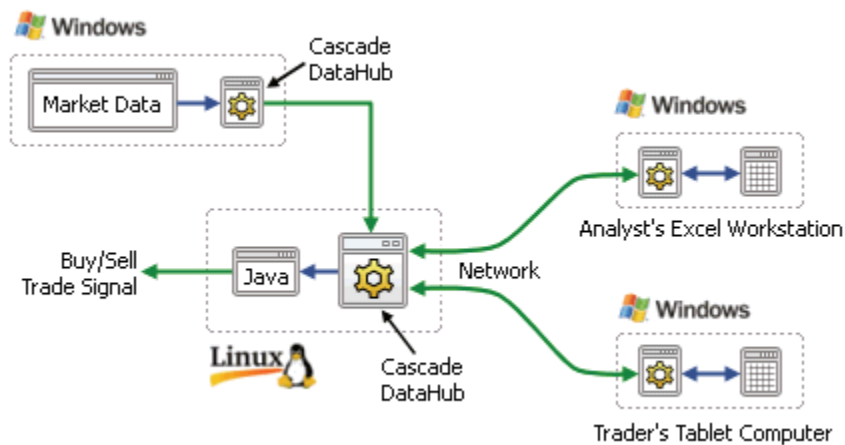 Windows
Cascade
DataHub
Market Data
Windows
Analyst's Excel Workstation
Buy/Sell
Trade Signal
Java
Network
Windows
Linux
Cascade
DataHub
Trader's Tablet Computer